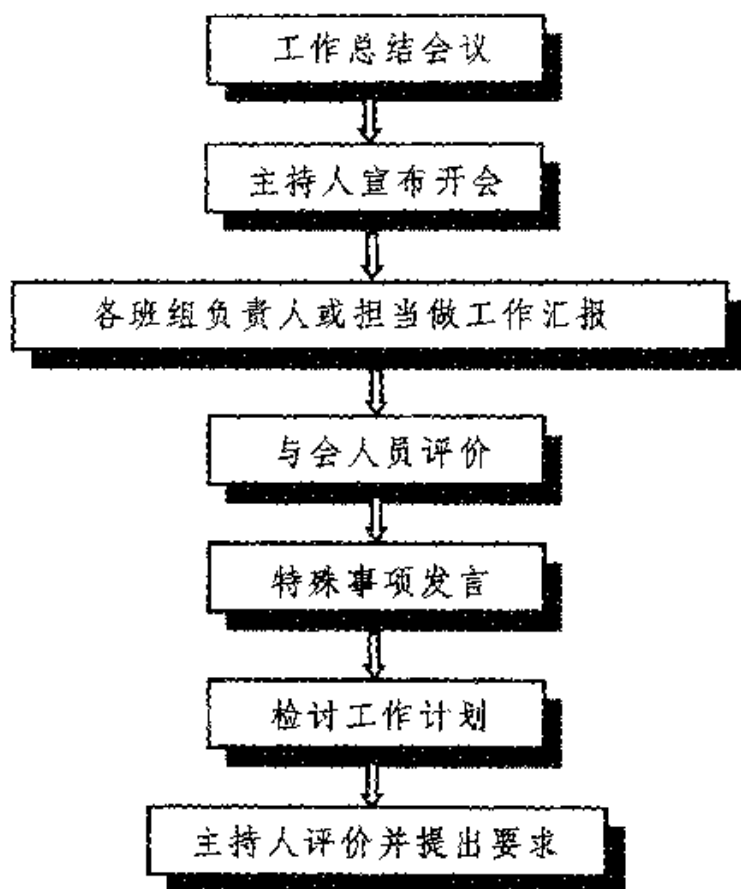 工作总结会议
主持人宣布开会
各班组负责人或担当做工作汇报
与会人员评价
特殊事项发言
检讨工作计划
主持人评价并提出要求